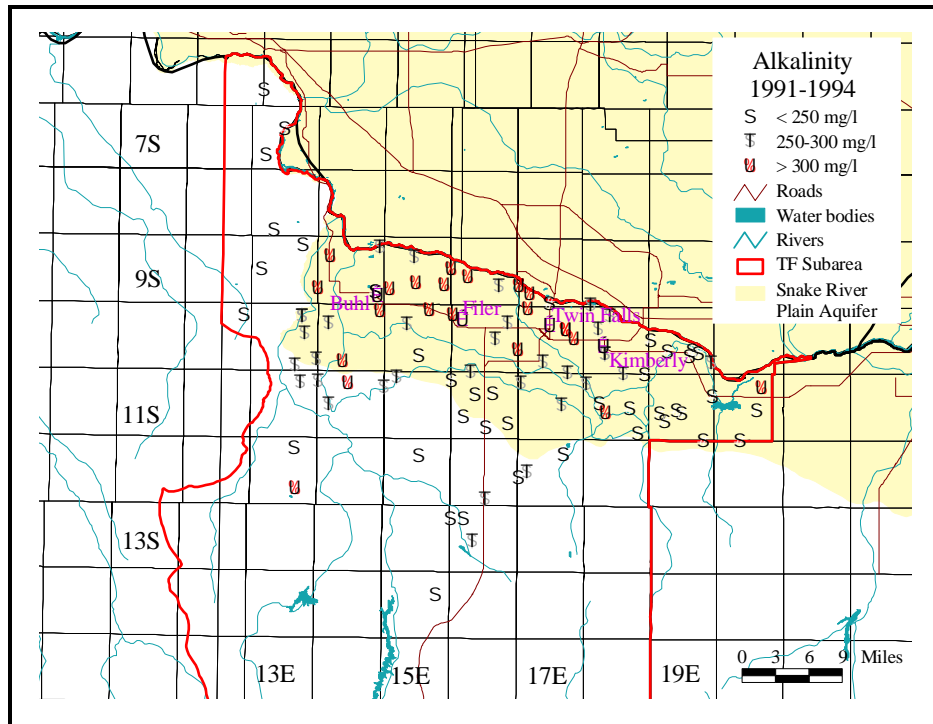 Alkalinity
1991-1994
S < 250 mg/l
T 250-300 mg/l
> 300 mg/l
Roads
Water bodies
Rivers
TF Subarea
Snake River
Plain Aquifer
7S
9S
11S
13S
Buhl
Filer
Twin Falls
Kimberly
13E
15E
17E
19E
0 3 6 9 Miles